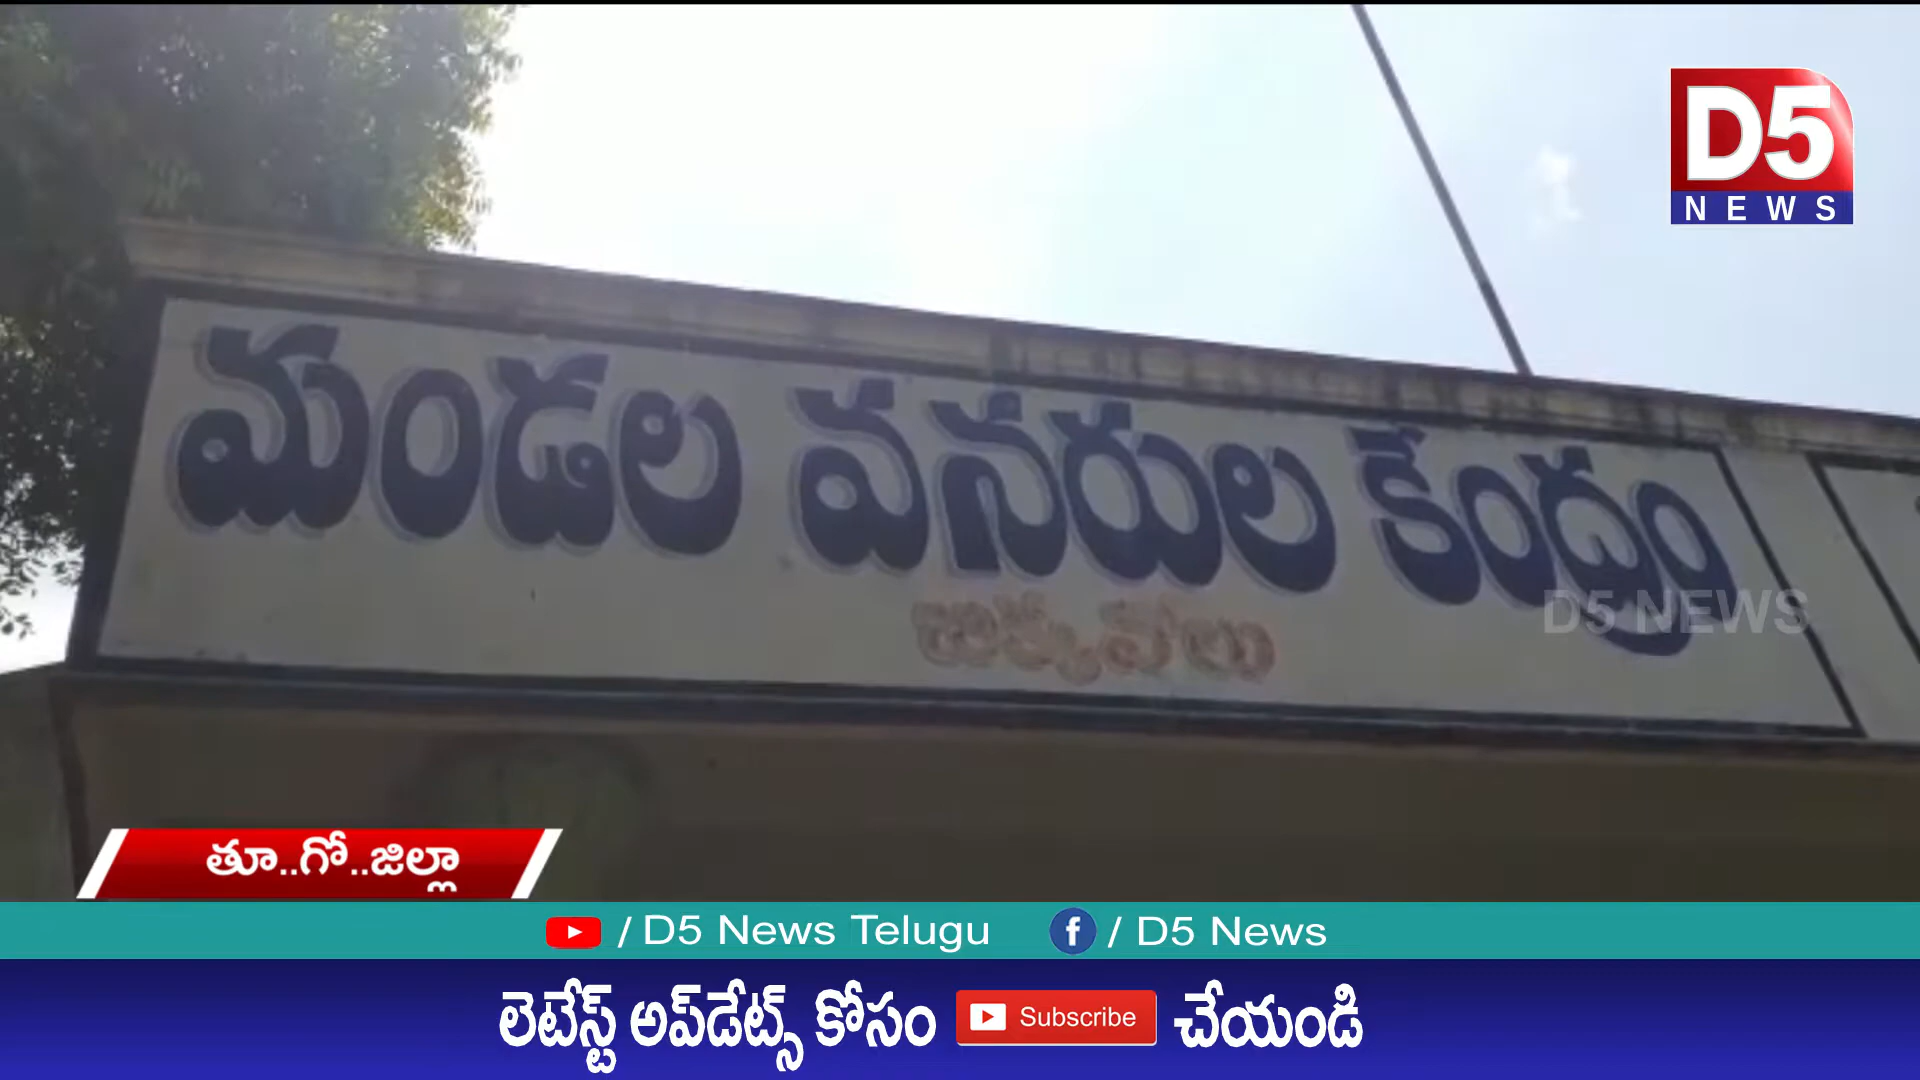 D5
NEWS
మండల వనరుల కేంద్రం
D5 NEWS
తూ..గో..జిల్లా
/ D5 News Telugu / D5 News
లెటేస్ట్ అప్‌డేట్స్ కోసం Subscribe చేయండి